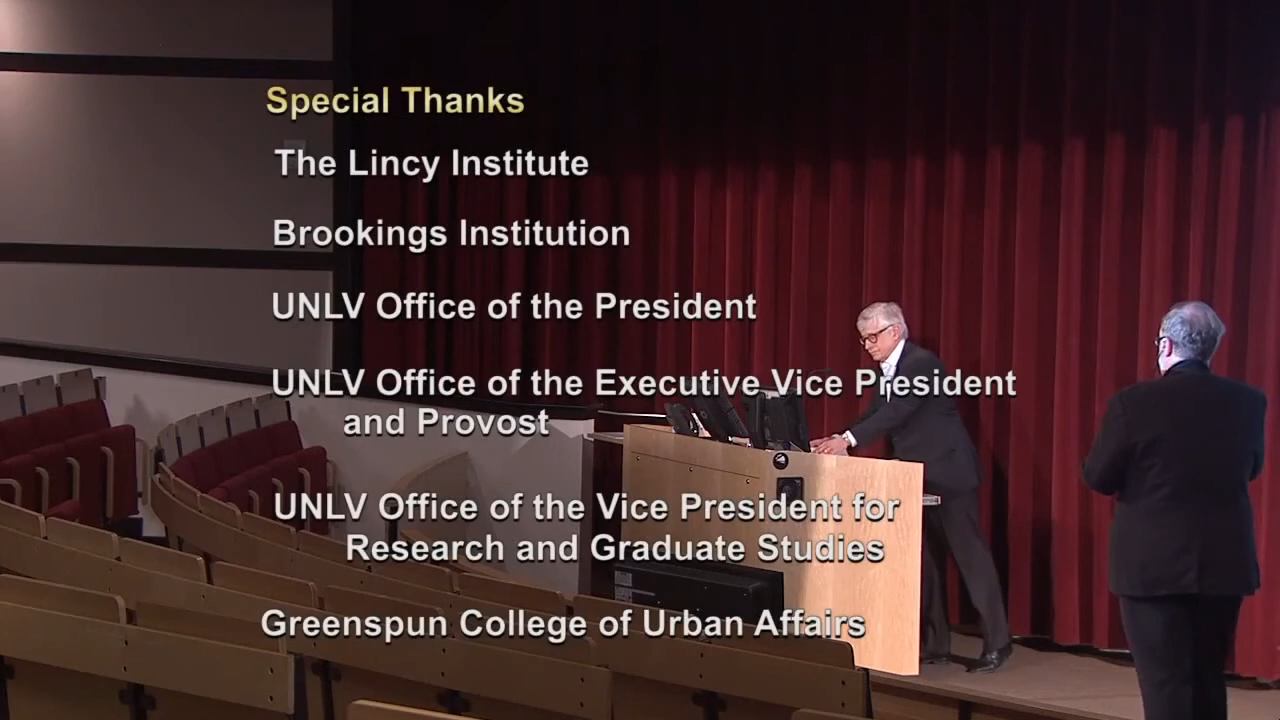 Special Thanks
The Lincy Institute
Brookings Institution
UNLV Office of the President
UNLV Office of the Executive Vice President
and Provost
UNLV Office of the Vice President for
Research and Graduate Studies
Greenspun College of Urban Affairs